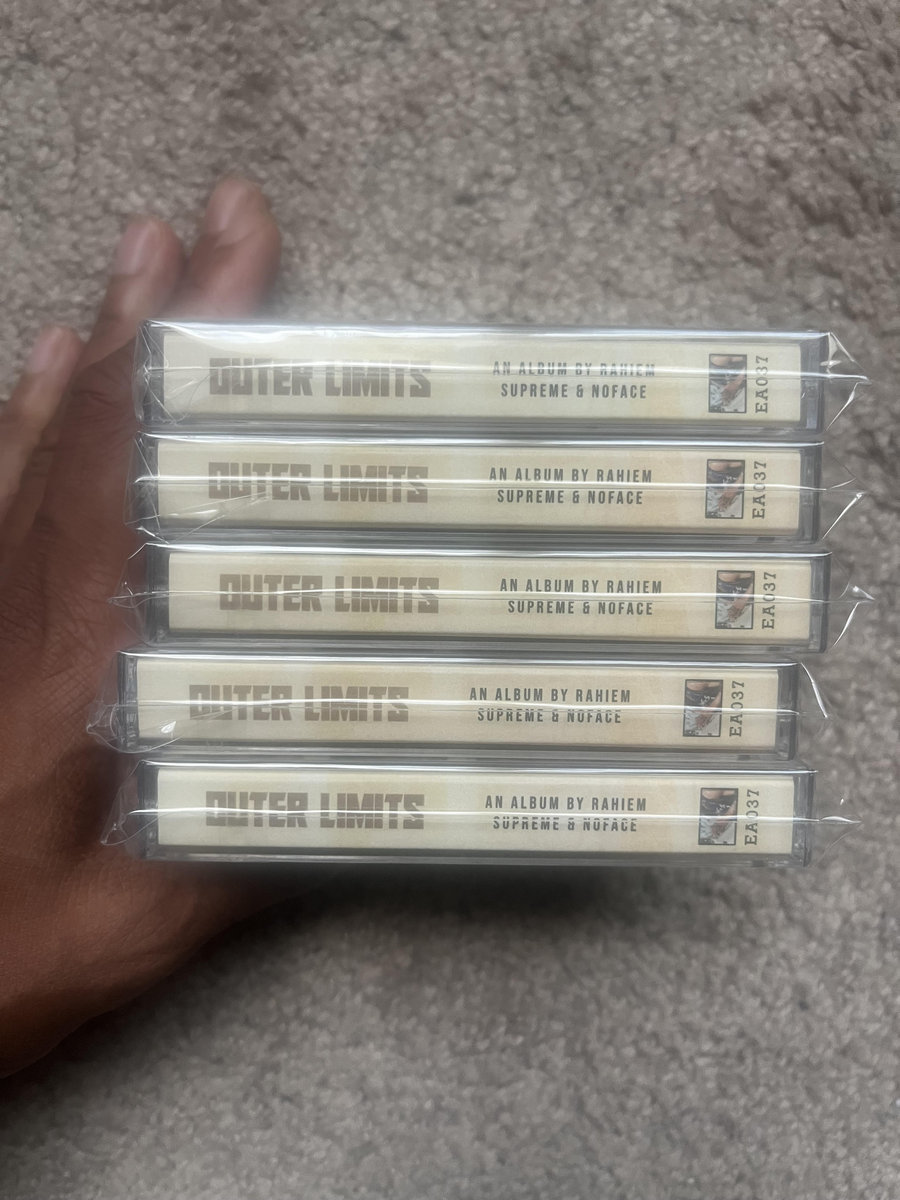 OUTER LIMITS
AN ALBUM BY RAHIEM
SUPREME & NOFACE
EA037
OUTER LIMITS
AN ALBUM BY RAHIEM
SUPREME & NOFACE
EA037
OUTER LIMITS
AN ALBUM BY RAHIEM
SUPREME & NOFACE
EA037
OUTER LIMITS
AN ALBUM BY RAHIEM
SUPREME & NOFACE
EA037
OUTER LIMITS
AN ALBUM BY RAHIEM
SUPREME & NOFACE
EA037